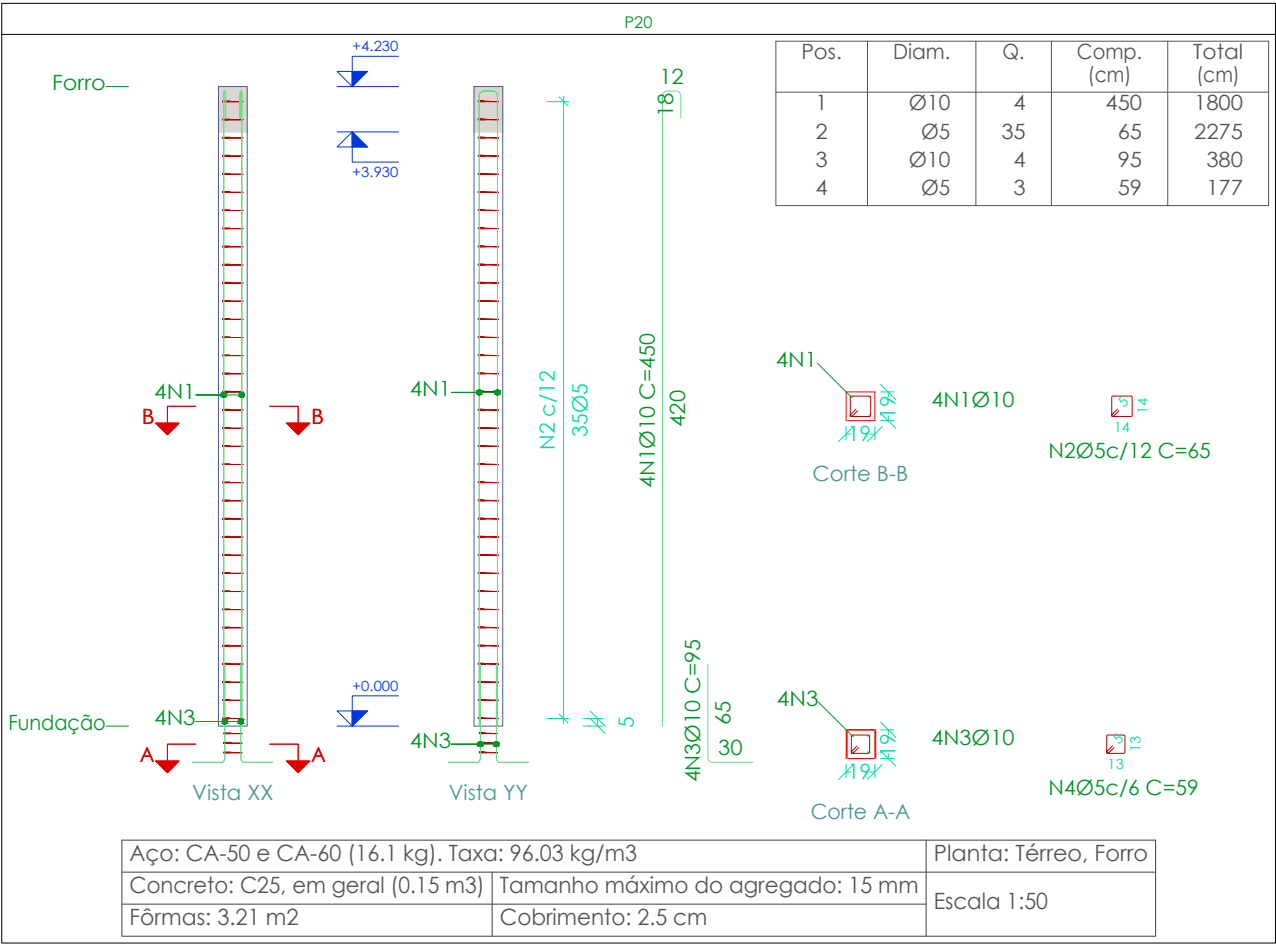 P20
Forro
+4.230
+3.930
12
18
Pos. Diam. Q. Comp. (cm) Total (cm)
1 Ø10 4 450 1800
2 Ø5 35 65 2275
3 Ø10 4 95 380
4 Ø5 3 59 177
4N1
4N1
B
B
N2 c/12
35Ø5
4N1Ø10 C=450
420
4N1
19
19
4N1Ø10
Corte B-B
5
14
14
N2Ø5c/12 C=65
+0.000
Fundação
4N3
4N3
A
A
5
4N3Ø10 C=95
65
30
Vista XX
Vista YY
4N3
19
19
4N3Ø10
Corte A-A
5
13
13
N4Ø5c/6 C=59
Aço: CA-50 e CA-60 (16.1 kg). Taxa: 96.03 kg/m3
Planta: Térreo, Forro
Concreto: C25, em geral (0.15 m3)
Tamanho máximo do agregado: 15 mm
Escala 1:50
Fôrmas: 3.21 m2
Cobrimento: 2.5 cm